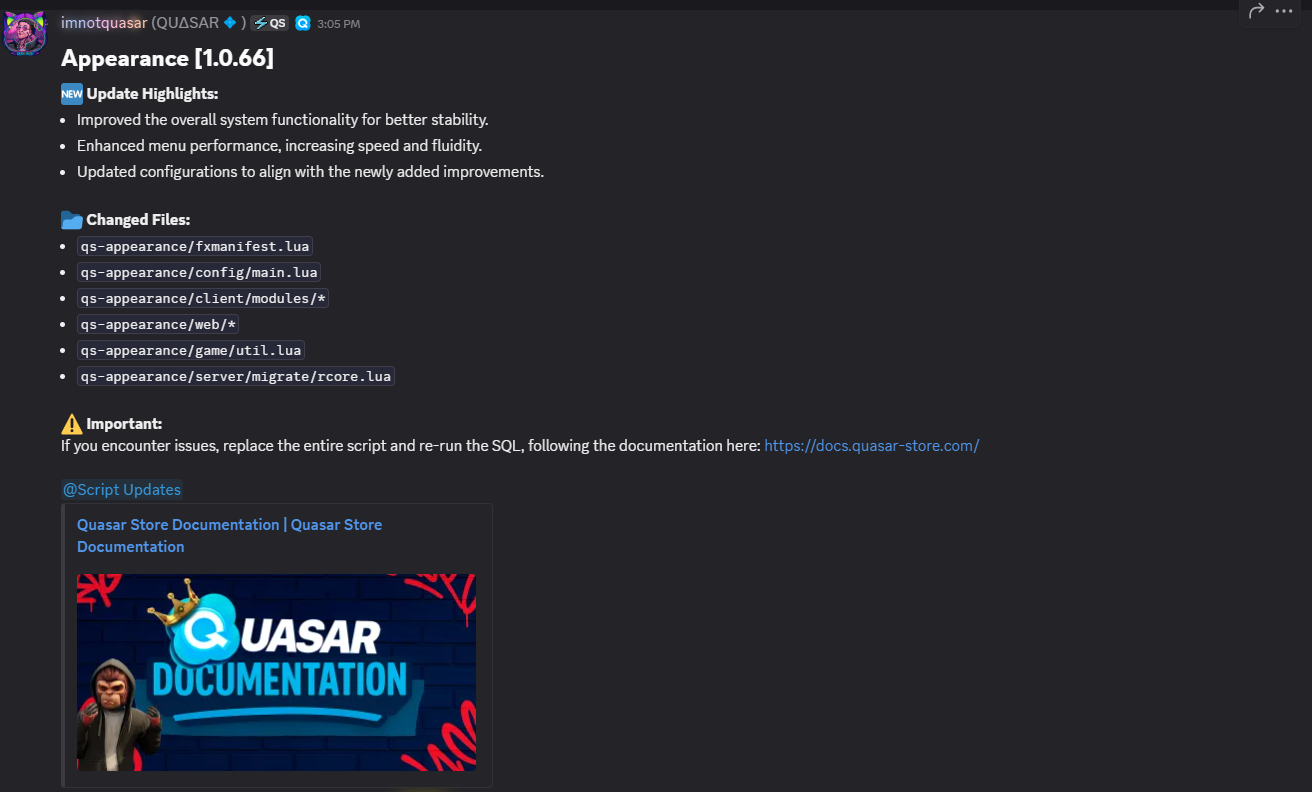 imnotquasar (QUΔSAR 🔹 ) QS 3:05 PM
Appearance [1.0.66]
NEW Update Highlights:
• Improved the overall system functionality for better stability.
• Enhanced menu performance, increasing speed and fluidity.
• Updated configurations to align with the newly added improvements.
Changed Files:
• qs-appearance/fxmanifest.lua
• qs-appearance/config/main.lua
• qs-appearance/client/modules/*
• qs-appearance/web/*
• qs-appearance/game/util.lua
• qs-appearance/server/migrate/rcore.lua
⚠️ Important:
If you encounter issues, replace the entire script and re-run the SQL, following the documentation here: https://docs.quasar-store.com/
@Script Updates
Quasar Store Documentation | Quasar Store
Documentation
QUASAR
DOCUMENTATION